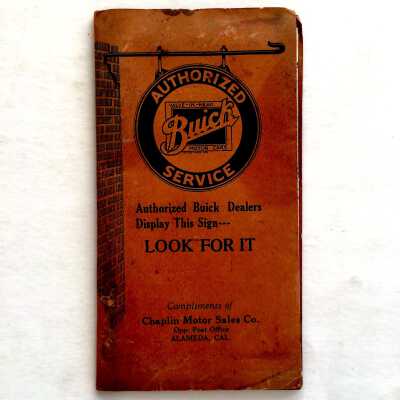 AUTHORIZED
VALVE-IN-HEAD
Buick
MOTOR CARS
SERVICE
Authorized Buick Dealers
Display This Sign---
LOOK FOR IT
Compliments of
Chaplin Motor Sales Co.
Opp. Post Office
ALAMEDA, CAL.